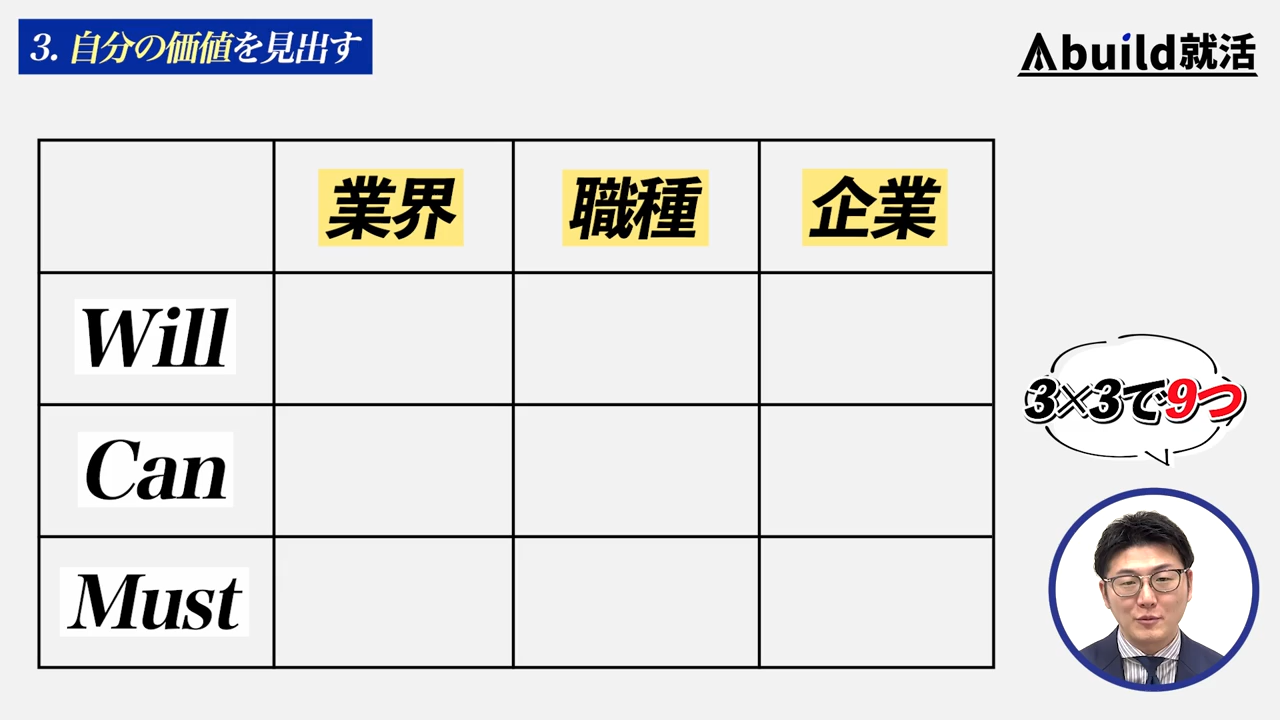 3. 自分の価値を見出す
Abuild就活
業界 職種 企業
Will
Can
Must
3×3で9つ